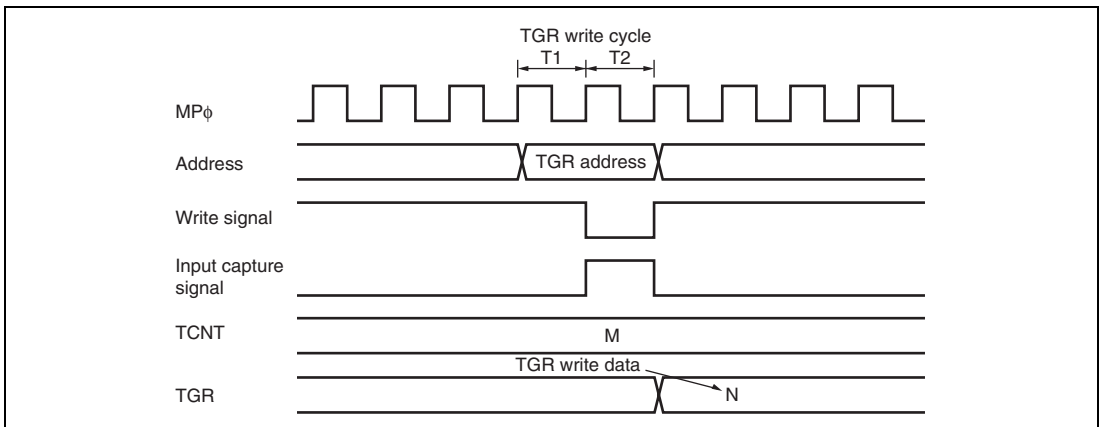 TGR write cycle
T1 T2
MPϕ
Address TGR address
Write signal
Input capture
signal
TCNT M
TGR write data
TGR N